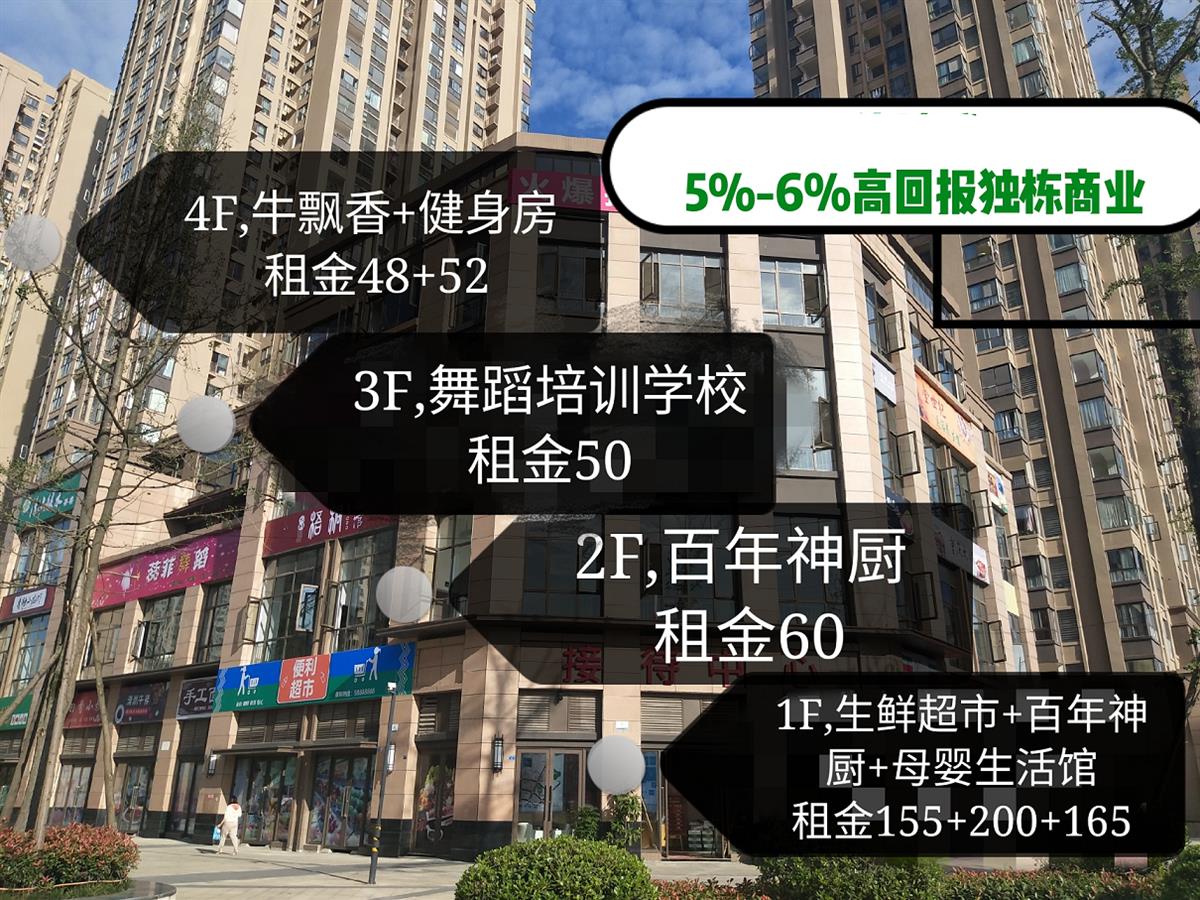 5%-6%高回报独栋商业
火爆
4F,牛飘香+健身房
租金48+52
3F,舞蹈培训学校
租金50
2F,百年神厨
租金60
接待中心
便利
超市
手工
1F,生鲜超市+百年神
厨+母婴生活馆
租金155+200+165